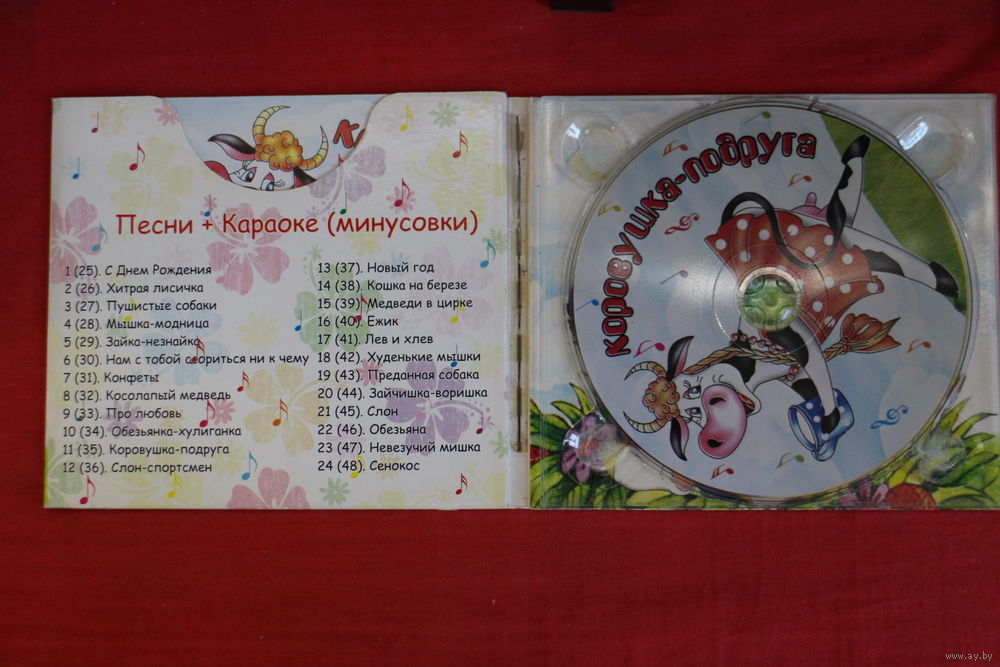 Песни + Караоке (минусовки)
1 (25). С Днем Рождения
2 (26). Хитрая лисичка
3 (27). Пушистые собаки
4 (28). Мышка-модница
5 (29). Зайка-незнайка
6 (30). Нам с тобой ссориться ни к чему
7 (31). Конфеты
8 (32). Косолапый медведь
9 (33). Про любовь
10 (34). Обезьянка-хулиганка
11 (35). Коровушка-подруга
12 (36). Слон-спортсмен
13 (37). Новый год
14 (38). Кошка на березе
15 (39). Медведи в цирке
16 (40). Ежик
17 (41). Лев и хлев
18 (42). Худенькие мышки
19 (43). Преданная собака
20 (44). Зайчишка-воришка
21 (45). Слон
22 (46). Обезьяна
23 (47). Невезучий мишка
24 (48). Сенокос
коровушка-подруга
www.ay.by